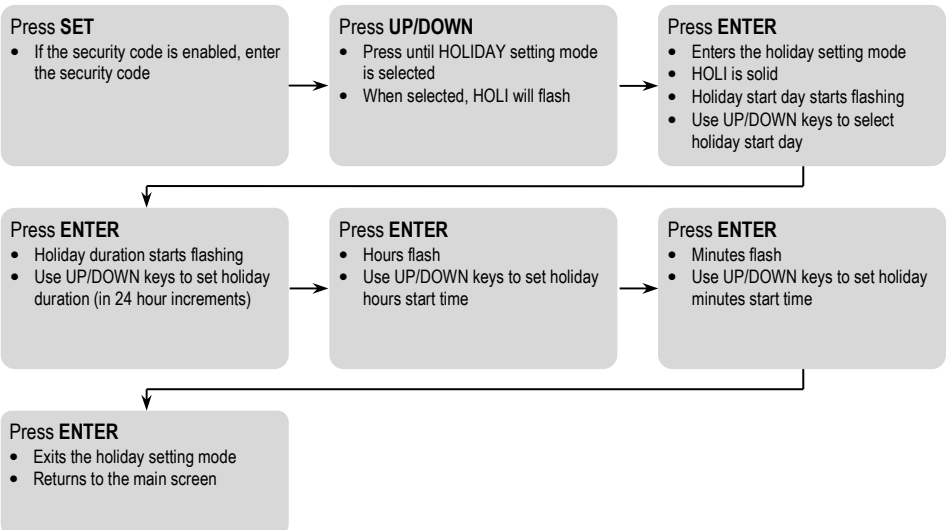 Press SET
• If the security code is enabled, enter
the security code
Press UP/DOWN
• Press until HOLIDAY setting mode
is selected
• When selected, HOLI will flash
Press ENTER
• Enters the holiday setting mode
• HOLI is solid
• Holiday start day starts flashing
• Use UP/DOWN keys to select
holiday start day
Press ENTER
• Holiday duration starts flashing
• Use UP/DOWN keys to set holiday
duration (in 24 hour increments)
Press ENTER
• Hours flash
• Use UP/DOWN keys to set holiday
hours start time
Press ENTER
• Minutes flash
• Use UP/DOWN keys to set holiday
minutes start time
Press ENTER
• Exits the holiday setting mode
• Returns to the main screen